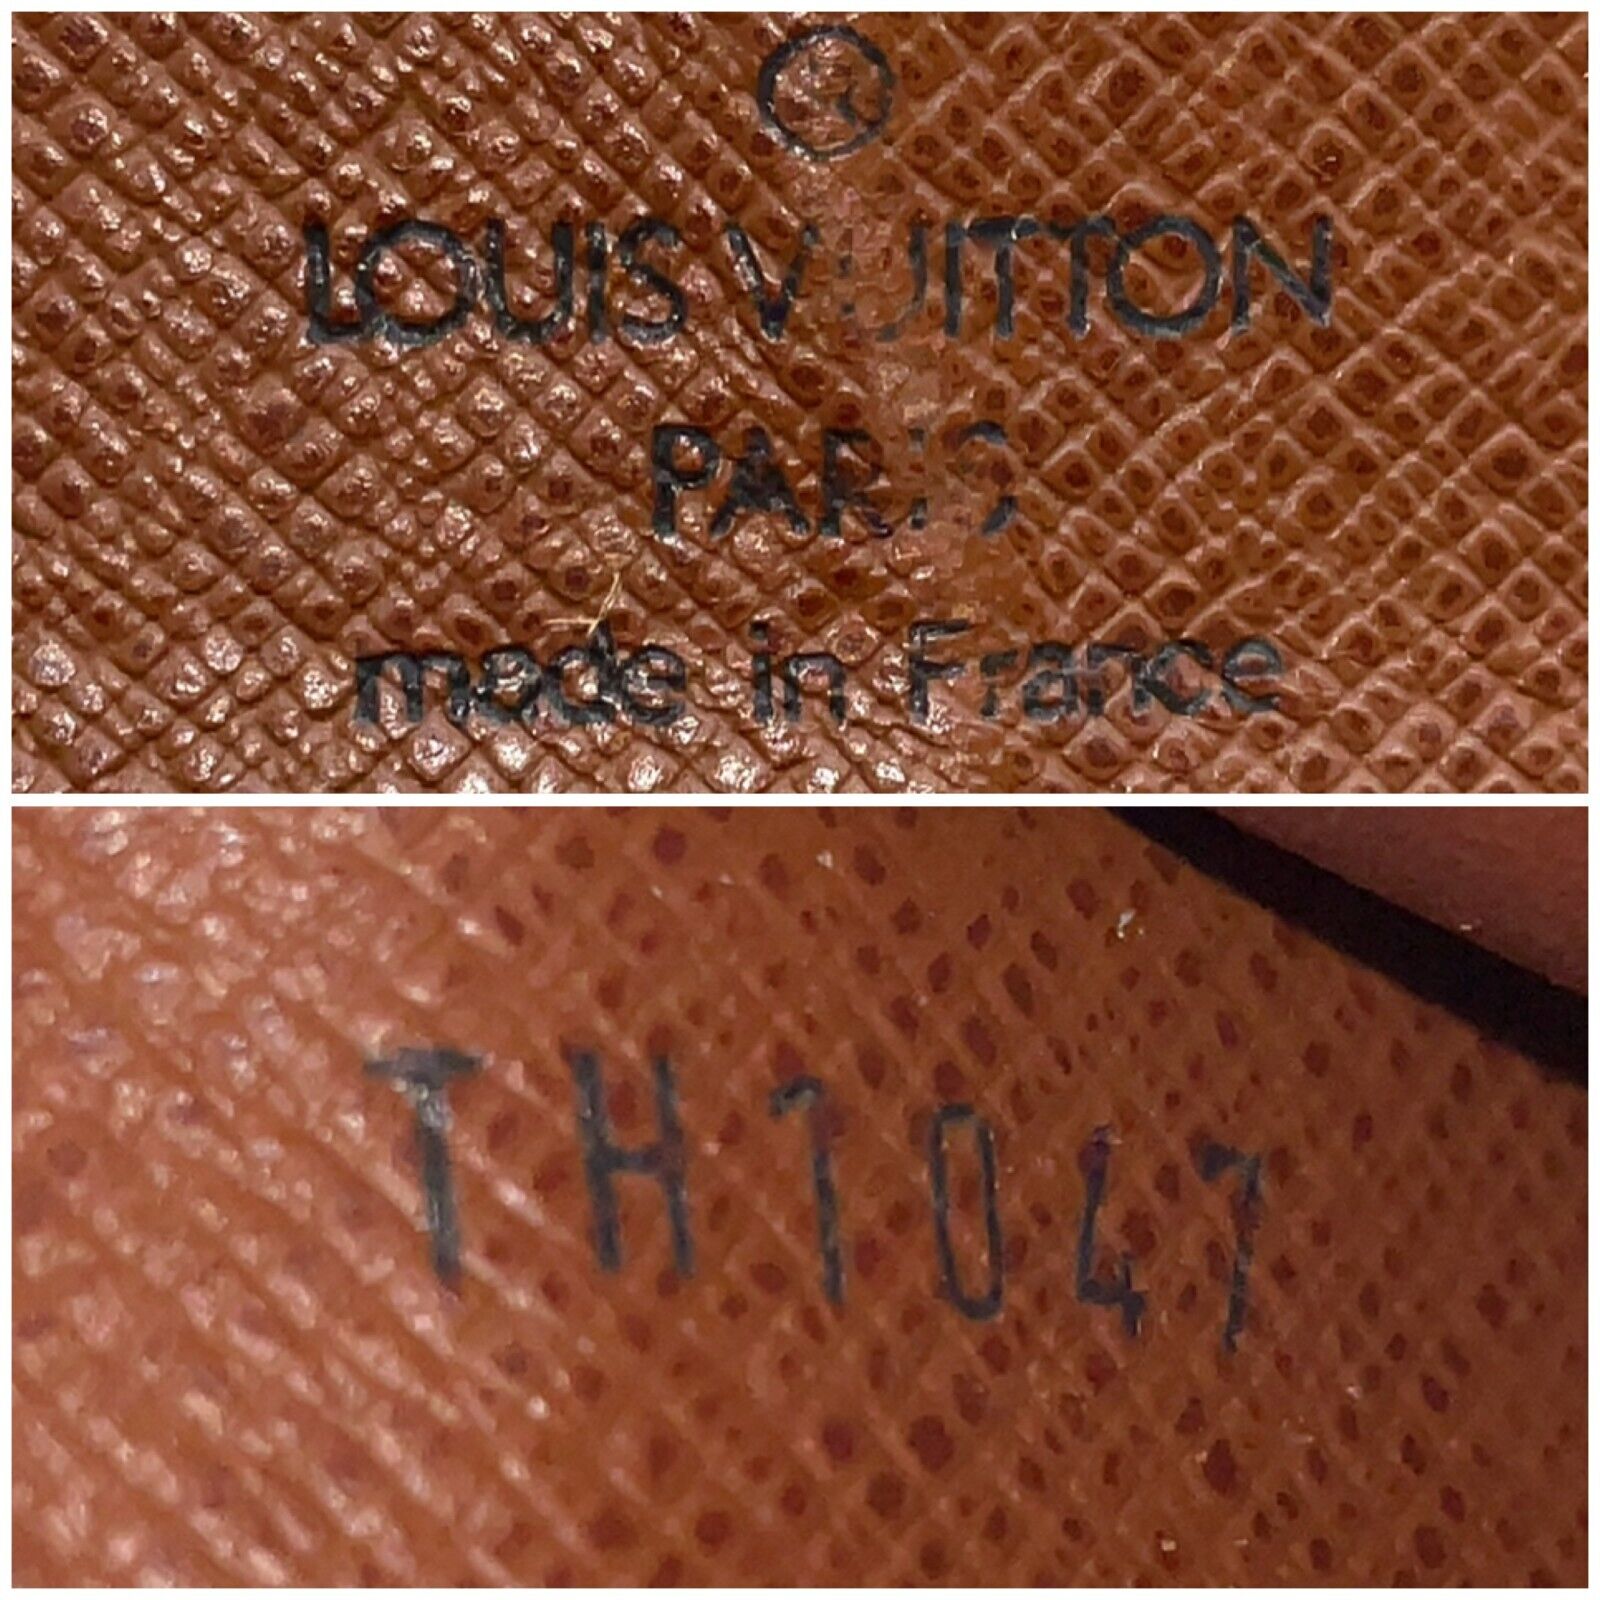 LOUIS VUITTON
PARIS
made in France
TH1047